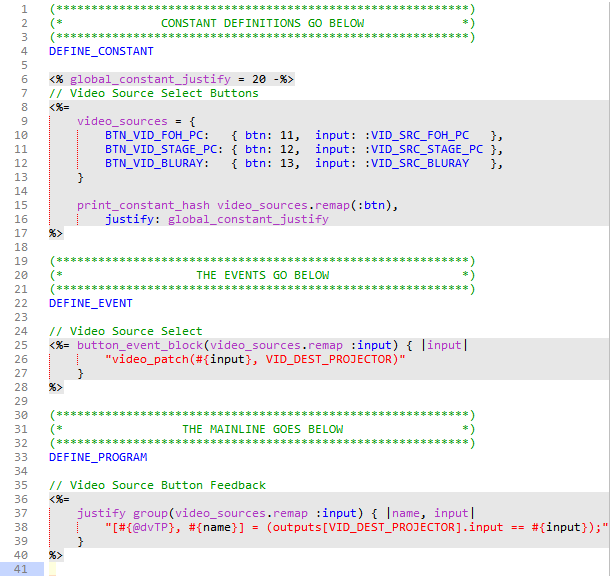 1 (***********************************************************)
2 (*              CONSTANT DEFINITIONS GO BELOW              *)
3 (***********************************************************)
4 DEFINE_CONSTANT
5
6 <% global_constant_justify = 20 -%>
7 // Video Source Select Buttons
8 <%=
9     video_sources = {
10         BTN_VID_FOH_PC:   { btn: 11,  input: :VID_SRC_FOH_PC   },
11         BTN_VID_STAGE_PC: { btn: 12,  input: :VID_SRC_STAGE_PC },
12         BTN_VID_BLURAY:   { btn: 13,  input: :VID_SRC_BLURAY   },
13     }
14
15     print_constant_hash video_sources.remap(:btn),
16         justify: global_constant_justify
17 %>
18
19 (***********************************************************)
20 (*                   THE EVENTS GO BELOW                   *)
21 (***********************************************************)
22 DEFINE_EVENT
23
24 // Video Source Select
25 <%= button_event_block(video_sources.remap :input) { |input|
26         "video_patch(#{input}, VID_DEST_PROJECTOR)"
27     }
28 %>
29
30 (***********************************************************)
31 (*                 THE MAINLINE GOES BELOW                 *)
32 (***********************************************************)
33 DEFINE_PROGRAM
34
35 // Video Source Button Feedback
36 <%=
37     justify group(video_sources.remap :input) { |name, input|
38         "[#{@dvTP}, #{name}] = (outputs[VID_DEST_PROJECTOR].input == #{input});"
39     }
40 %>
41